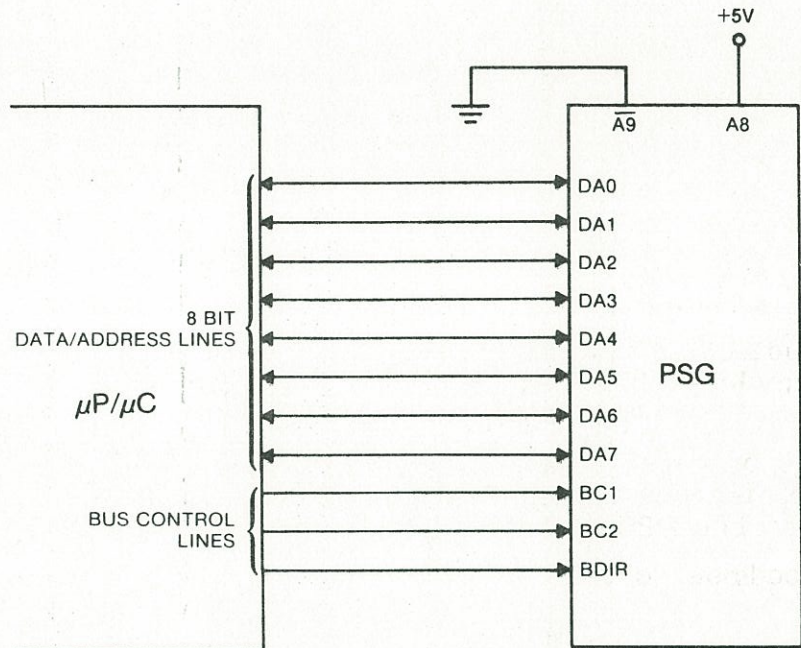 +5V
A̅9̅
A8
DA0
DA1
DA2
DA3
DA4
DA5
DA6
DA7
BC1
BC2
BDIR
8 BIT
DATA/ADDRESS LINES
μP/μC
BUS CONTROL
LINES
PSG